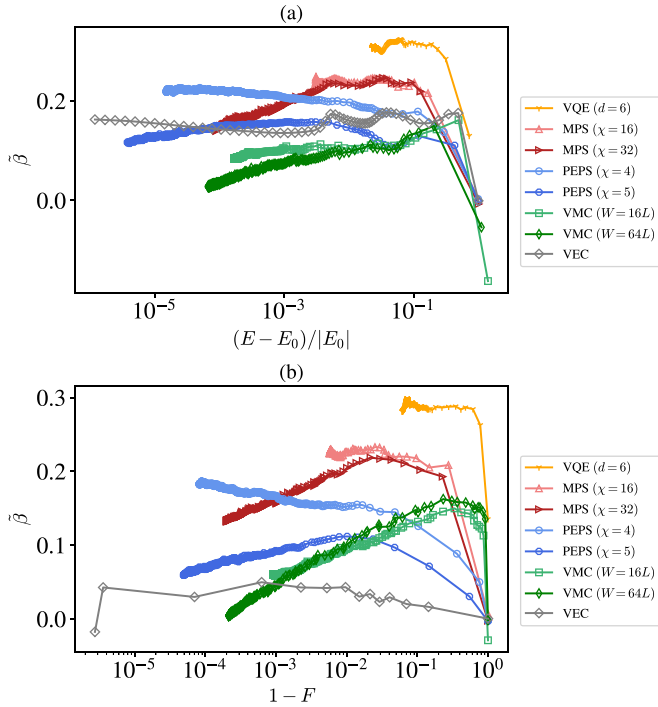 (a)
0.2
0.0
β̃
10⁻⁵
10⁻³
10⁻¹
(E − E₀)/|E₀|
VQE (d = 6)
MPS (χ = 16)
MPS (χ = 32)
PEPS (χ = 4)
PEPS (χ = 5)
VMC (W = 16L)
VMC (W = 64L)
VEC
(b)
0.3
0.2
0.1
0.0
β̃
10⁻⁵
10⁻⁴
10⁻³
10⁻²
10⁻¹
10⁰
1 − F
VQE (d = 6)
MPS (χ = 16)
MPS (χ = 32)
PEPS (χ = 4)
PEPS (χ = 5)
VMC (W = 16L)
VMC (W = 64L)
VEC